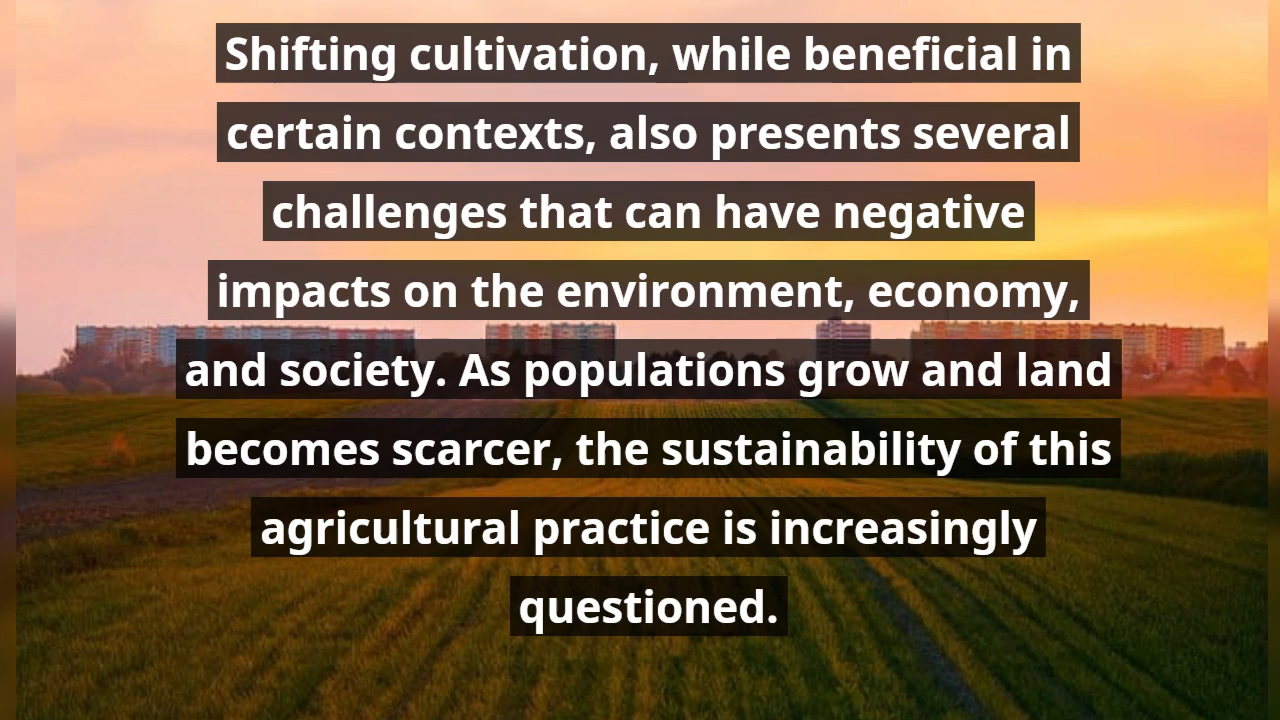 Shifting cultivation, while beneficial in
certain contexts, also presents several
challenges that can have negative
impacts on the environment, economy,
and society. As populations grow and land
becomes scarcer, the sustainability of this
agricultural practice is increasingly
questioned.